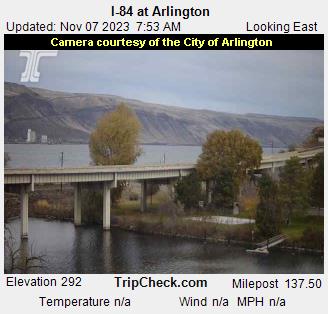 I-84 at Arlington
Updated: Nov 07 2023 7:53 AM Looking East
Camera courtesy of the City of Arlington
Elevation 292 TripCheck.com Milepost 137.50
Temperature n/a Wind n/a MPH n/a